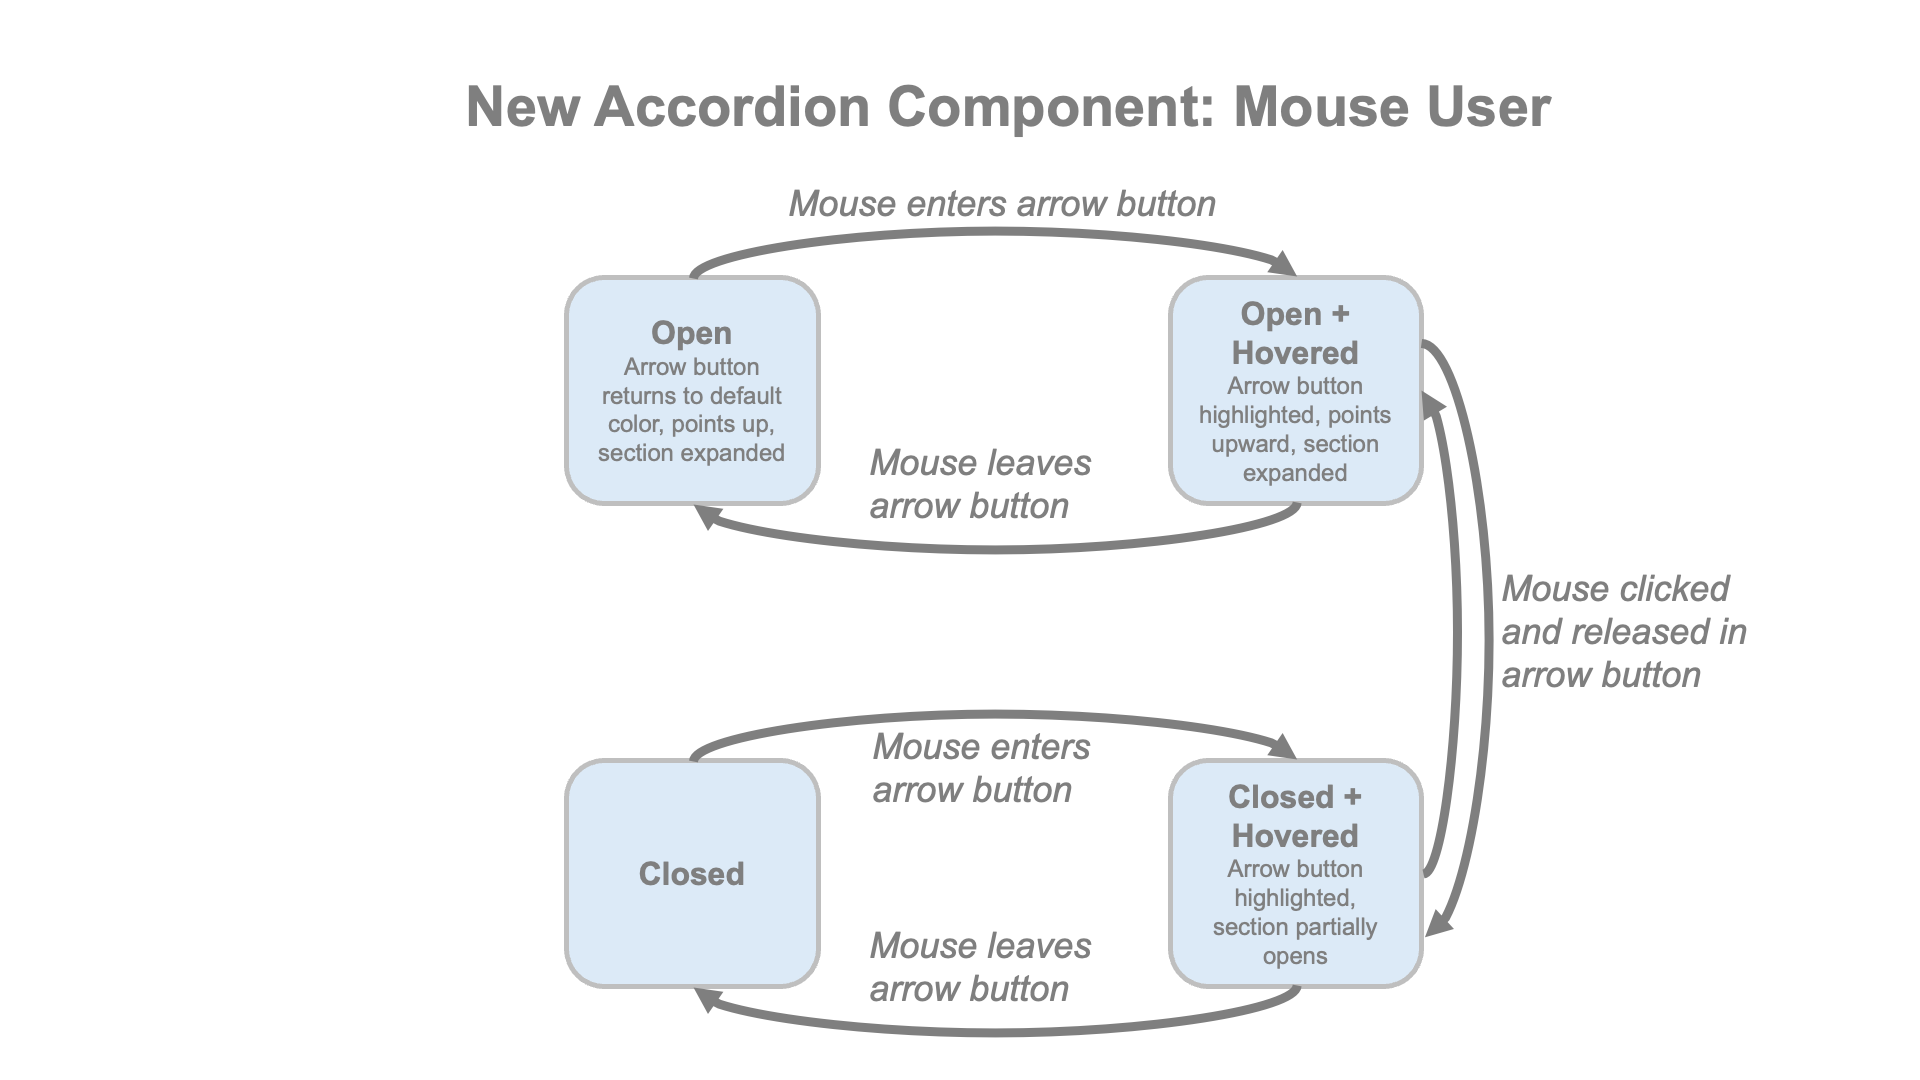 New Accordion Component: Mouse User
Mouse enters arrow button
Open
Arrow button
returns to default
color, points up,
section expanded
Open +
Hovered
Arrow button
highlighted, points
upward, section
expanded
Mouse leaves
arrow button
Mouse clicked
and released in
arrow button
Mouse enters
arrow button
Closed
Closed +
Hovered
Arrow button
highlighted,
section partially
opens
Mouse leaves
arrow button